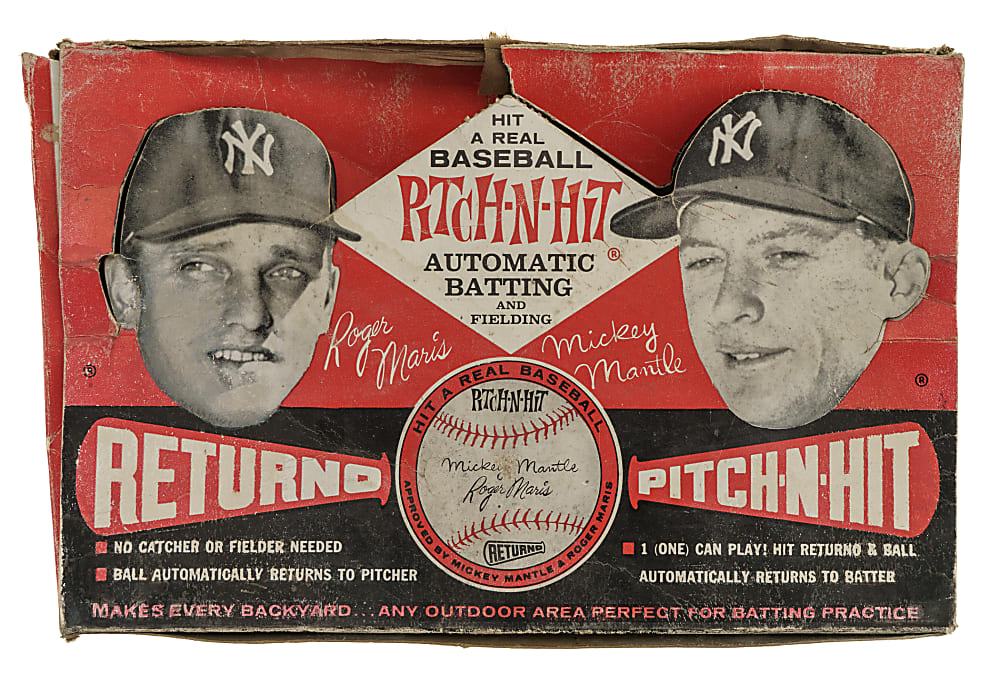 NY
NY
HIT
A REAL
BASEBALL
PITCH-N-HIT ®
AUTOMATIC
BATTING
AND
FIELDING
Roger
Maris
Mickey
Mantle
®
®
HIT A REAL BASEBALL
PITCH-N-HIT
Mickey Mantle
&
Roger Maris
RETURNO
APPROVED BY MICKEY MANTLE & ROGER MARIS
RETURNO
NO CATCHER OR FIELDER NEEDED
BALL AUTOMATICALLY RETURNS TO PITCHER
PITCH-N-HIT
1 (ONE) CAN PLAY! HIT RETURNO & BALL
AUTOMATICALLY RETURNS TO BATTER
MAKES EVERY BACKYARD . . . ANY OUTDOOR AREA PERFECT FOR BATTING PRACTICE